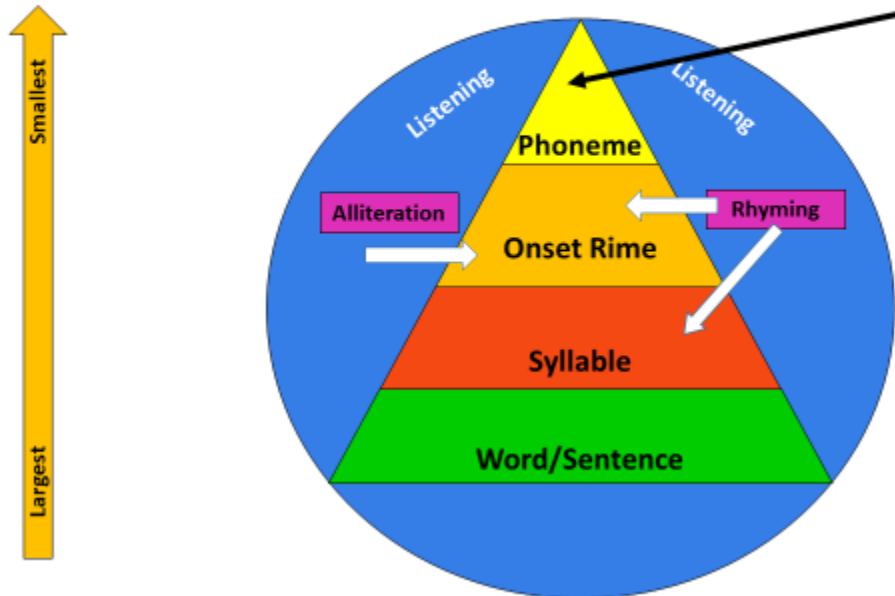 Smallest
Largest
Listening
Listening
Phoneme
Alliteration
Rhyming
Onset Rime
Syllable
Word/Sentence